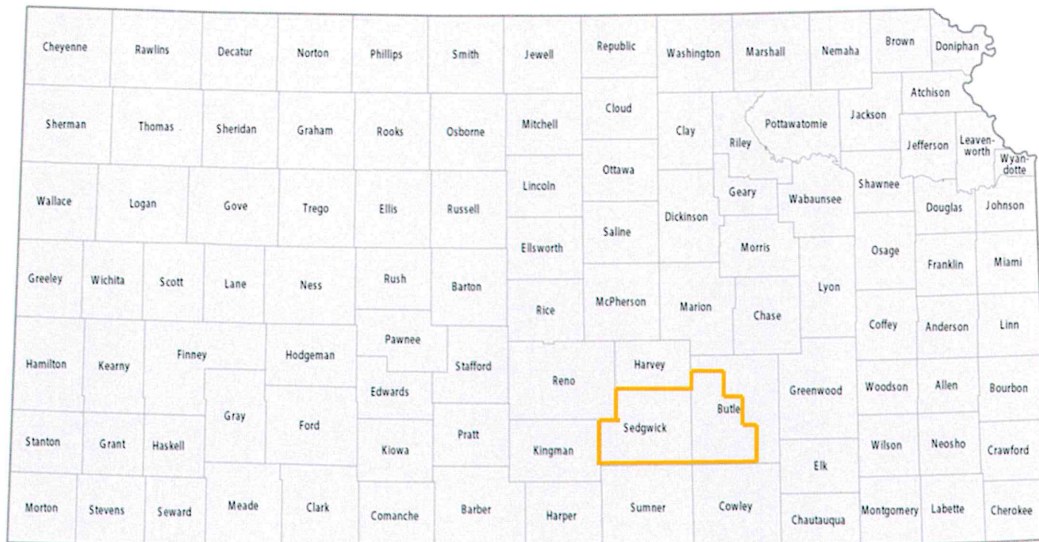 Cheyenne
Rawlins
Decatur
Norton
Phillips
Smith
Jewell
Republic
Washington
Marshall
Nemaha
Brown
Doniphan
Sherman
Thomas
Sheridan
Graham
Rooks
Osborne
Mitchell
Cloud
Clay
Riley
Pottawatomie
Jackson
Atchison
Jefferson
Leaven-
worth
Wyan-
dotte
Wallace
Logan
Gove
Trego
Ellis
Russell
Lincoln
Ottawa
Dickinson
Geary
Wabaunsee
Shawnee
Douglas
Johnson
Ellsworth
Saline
Morris
Osage
Franklin
Miami
Greeley
Wichita
Scott
Lane
Ness
Rush
Barton
Rice
McPherson
Marion
Chase
Lyon
Coffey
Anderson
Linn
Hamilton
Kearny
Finney
Hodgeman
Pawnee
Stafford
Edwards
Reno
Harvey
Butle
Greenwood
Woodson
Allen
Bourbon
Stanton
Grant
Haskell
Gray
Ford
Kiowa
Pratt
Kingman
Sedgwick
Elk
Wilson
Neosho
Crawford
Morton
Stevens
Seward
Meade
Clark
Comanche
Barber
Harper
Sumner
Cowley
Chautauqua
Montgomery
Labette
Cherokee